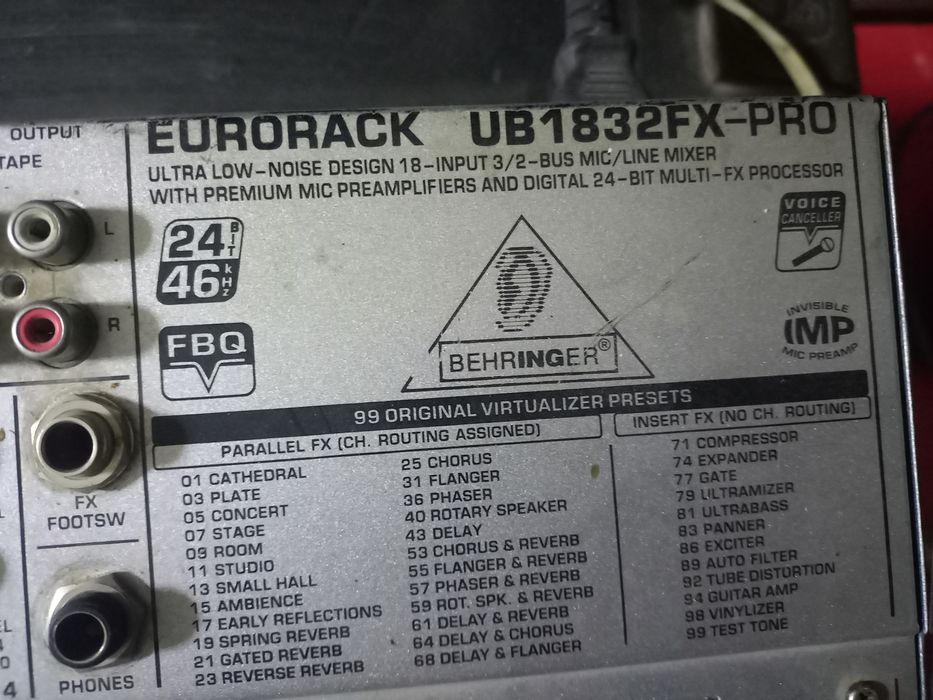 OUTPUT
TAPE
L
R
FX
FOOTSW
PHONES
4
EURORACK UB1832FX-PRO
ULTRA LOW-NOISE DESIGN 18-INPUT 3/2-BUS MIC/LINE MIXER
WITH PREMIUM MIC PREAMPLIFIERS AND DIGITAL 24-BIT MULTI-FX PROCESSOR
24 BIT
46 kHz
FBQ
BEHRINGER®
VOICE
CANCELLER
INVISIBLE
IMP
MIC PREAMP
99 ORIGINAL VIRTUALIZER PRESETS
PARALLEL FX (CH. ROUTING ASSIGNED)
01 CATHEDRAL
03 PLATE
05 CONCERT
07 STAGE
09 ROOM
11 STUDIO
13 SMALL HALL
15 AMBIENCE
17 EARLY REFLECTIONS
19 SPRING REVERB
21 GATED REVERB
23 REVERSE REVERB
25 CHORUS
31 FLANGER
36 PHASER
40 ROTARY SPEAKER
43 DELAY
53 CHORUS & REVERB
55 FLANGER & REVERB
57 PHASER & REVERB
59 ROT. SPK. & REVERB
61 DELAY & REVERB
64 DELAY & CHORUS
68 DELAY & FLANGER
INSERT FX (NO CH. ROUTING)
71 COMPRESSOR
74 EXPANDER
77 GATE
79 ULTRAMIZER
81 ULTRABASS
83 PANNER
86 EXCITER
89 AUTO FILTER
92 TUBE DISTORTION
94 GUITAR AMP
98 VINYLIZER
99 TEST TONE